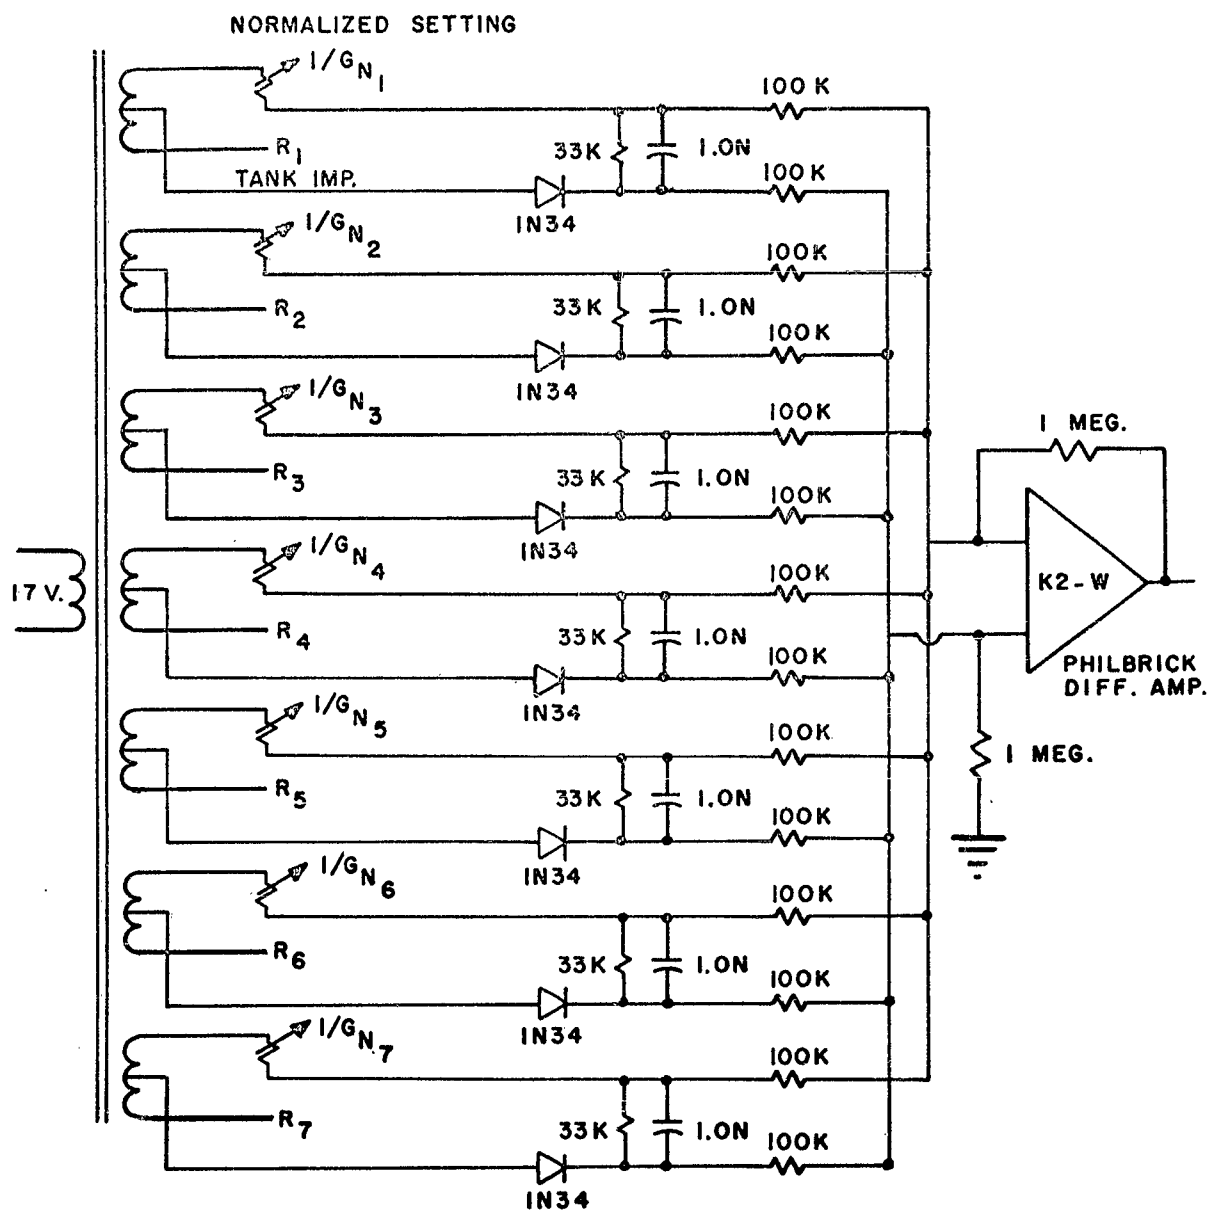 NORMALIZED SETTING
1/GN1
100 K
R1
33K
1.0N
TANK IMP.
100 K
1N34
1/GN2
100K
R2
33K
1.0N
100K
1N34
1/GN3
100K
R3
33K
1.0N
100K
1N34
1 MEG.
1/GN4
100K
17 V.
R4
33K
1.0N
K2-W
100K
1N34
PHILBRICK
DIFF. AMP.
1/GN5
100K
1 MEG.
R5
33K
1.0N
100K
1N34
1/GN6
100K
R6
33K
1.0N
100K
1N34
1/GN7
100K
R7
33K
1.0N
100K
1N34